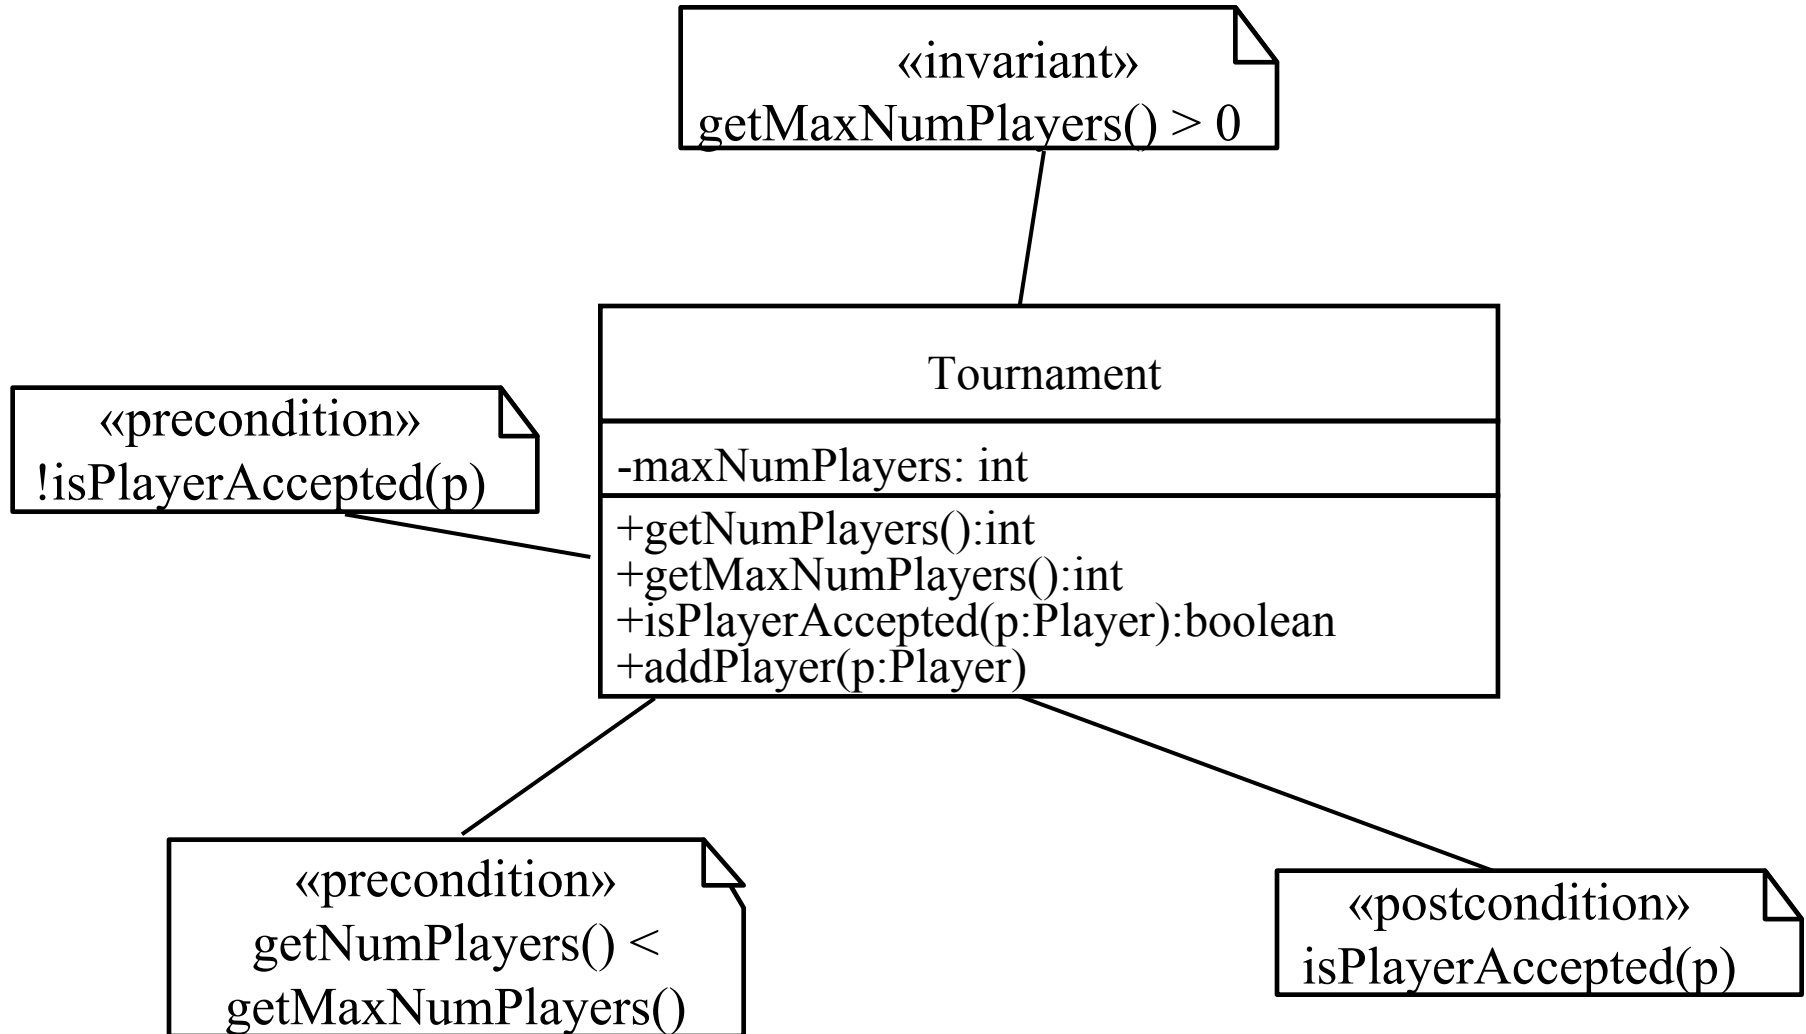 «invariant»
getMaxNumPlayers() > 0
Tournament
-maxNumPlayers: int
+getNumPlayers():int
+getMaxNumPlayers():int
+isPlayerAccepted(p:Player):boolean
+addPlayer(p:Player)
«precondition»
!isPlayerAccepted(p)
«precondition»
getNumPlayers() <
getMaxNumPlayers()
«postcondition»
isPlayerAccepted(p)